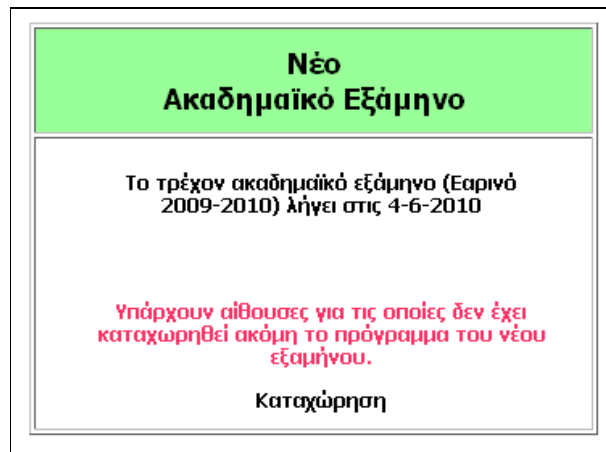 Νέο
Ακαδημαϊκό Εξάμηνο
Το τρέχον ακαδημαϊκό εξάμηνο (Εαρινό
2009-2010) λήγει στις 4-6-2010
Υπάρχουν αίθουσες για τις οποίες δεν έχει
καταχωρηθεί ακόμη το πρόγραμμα του νέου
εξαμήνου.
Καταχώρηση